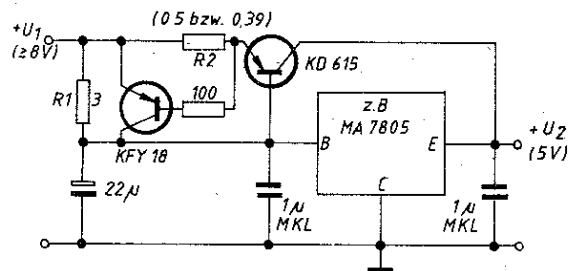 (0.5 bzw. 0,39)
+U1
(≥8V)
R2
KD 615
R1
3
100
z.B
MA 7805
+U2
(5V)
KFY 18
B
E
C
22µ
1µ
MKL
1µ
MKL